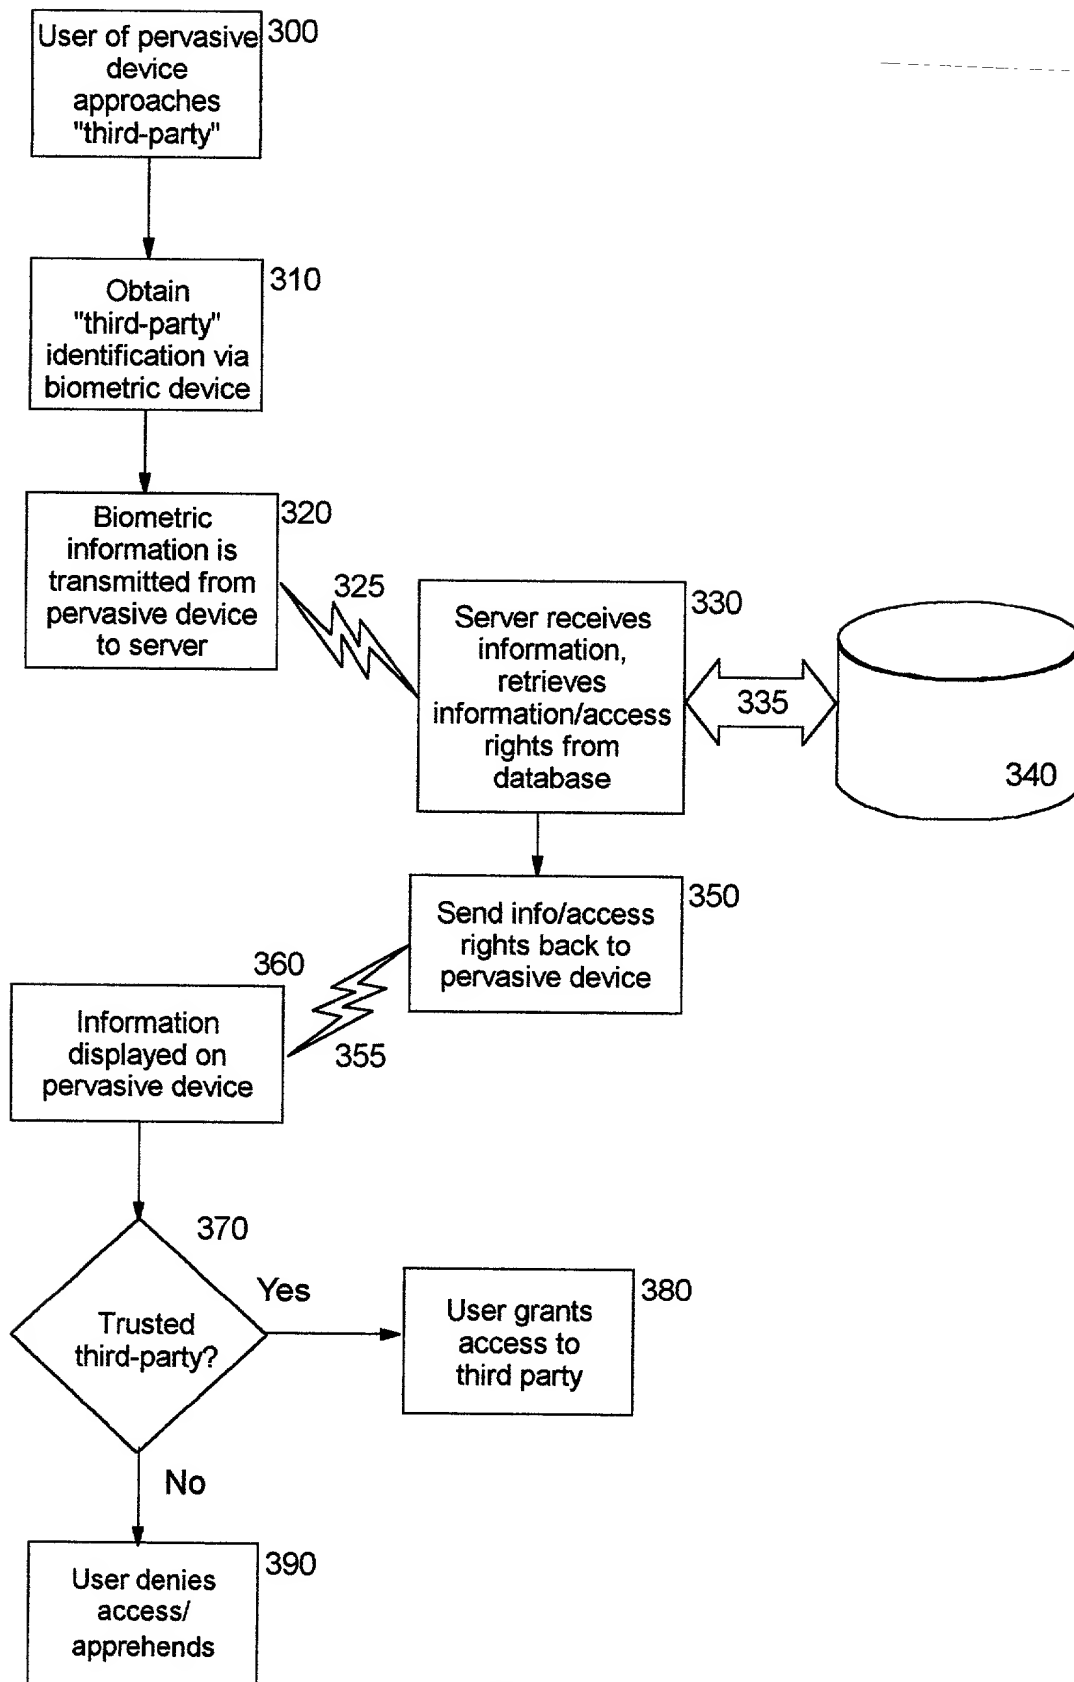 User of pervasive
device
approaches
"third-party"
300
Obtain
"third-party"
identification via
biometric device
310
Biometric
information is
transmitted from
pervasive device
to server
320
325
Server receives
information,
retrieves
information/access
rights from
database
330
335
340
Send info/access
rights back to
pervasive device
350
355
360
Information
displayed on
pervasive device
370
Trusted
third-party?
Yes
User grants
access to
third party
380
No
User denies
access/
apprehends
390